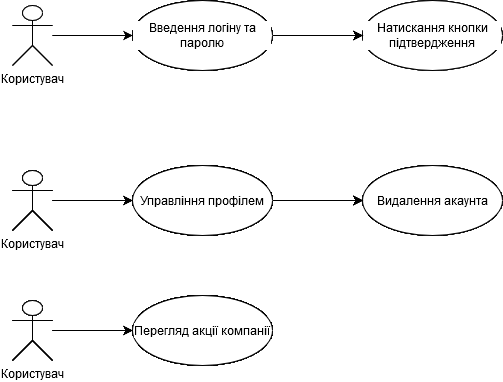 Введення логіну та
паролю
Натискання кнопки
підтвердження
Користувач
Управління профілем
Видалення акаунта
Користувач
Перегляд акції компанії
Користувач